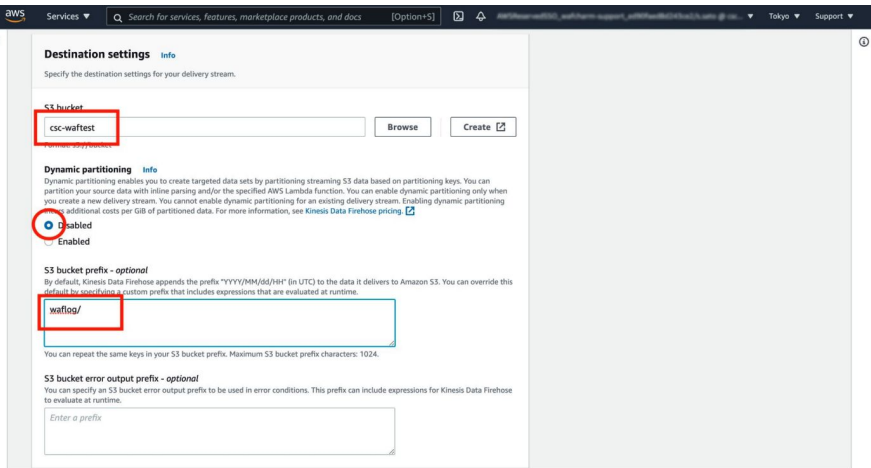 aws Services ▼ Search for services, features, marketplace products, and docs [Option+S] Tokyo ▼ Support ▼
Destination settings Info
Specify the destination settings for your delivery stream.
S3 bucket
csc-waftest Browse Create
Format: s3://bucket
Dynamic partitioning Info
Dynamic partitioning enables you to create targeted data sets by partitioning streaming S3 data based on partitioning keys. You can
partition your source data with inline parsing and/or the specified AWS Lambda function. You can enable dynamic partitioning only when
you create a new delivery stream. You cannot enable dynamic partitioning for an existing delivery stream. Enabling dynamic partitioning
incurs additional costs per GiB of partitioned data. For more information, see Kinesis Data Firehose pricing.
Disabled
Enabled
S3 bucket prefix - optional
By default, Kinesis Data Firehose appends the prefix "YYYY/MM/dd/HH" (in UTC) to the data it delivers to Amazon S3. You can override this
default by specifying a custom prefix that includes expressions that are evaluated at runtime.
waflog/
You can repeat the same keys in your S3 bucket prefix. Maximum S3 bucket prefix characters: 1024.
S3 bucket error output prefix - optional
You can specify an S3 bucket error output prefix to be used in error conditions. This prefix can include expressions for Kinesis Data Firehose
to evaluate at runtime.
Enter a prefix